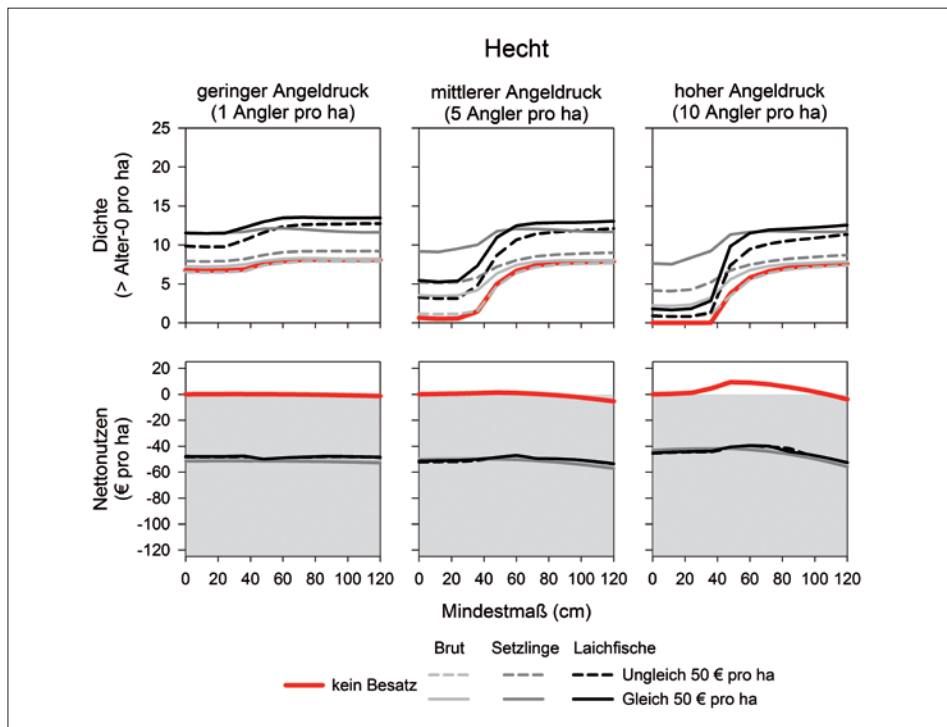 Hecht
geringer Angeldruck
(1 Angler pro ha)
mittlerer Angeldruck
(5 Angler pro ha)
hoher Angeldruck
(10 Angler pro ha)
Dichte
(> Alter-0 pro ha)
25
20
15
10
5
0
Nettonutzen
(€ pro ha)
20
0
-20
-40
-60
-80
-100
-120
0 20 40 60 80 100 120
0 20 40 60 80 100 120
0 20 40 60 80 100 120
Mindestmaß (cm)
Brut Setzlinge Laichfische
kein Besatz
Ungleich 50 € pro ha
Gleich 50 € pro ha